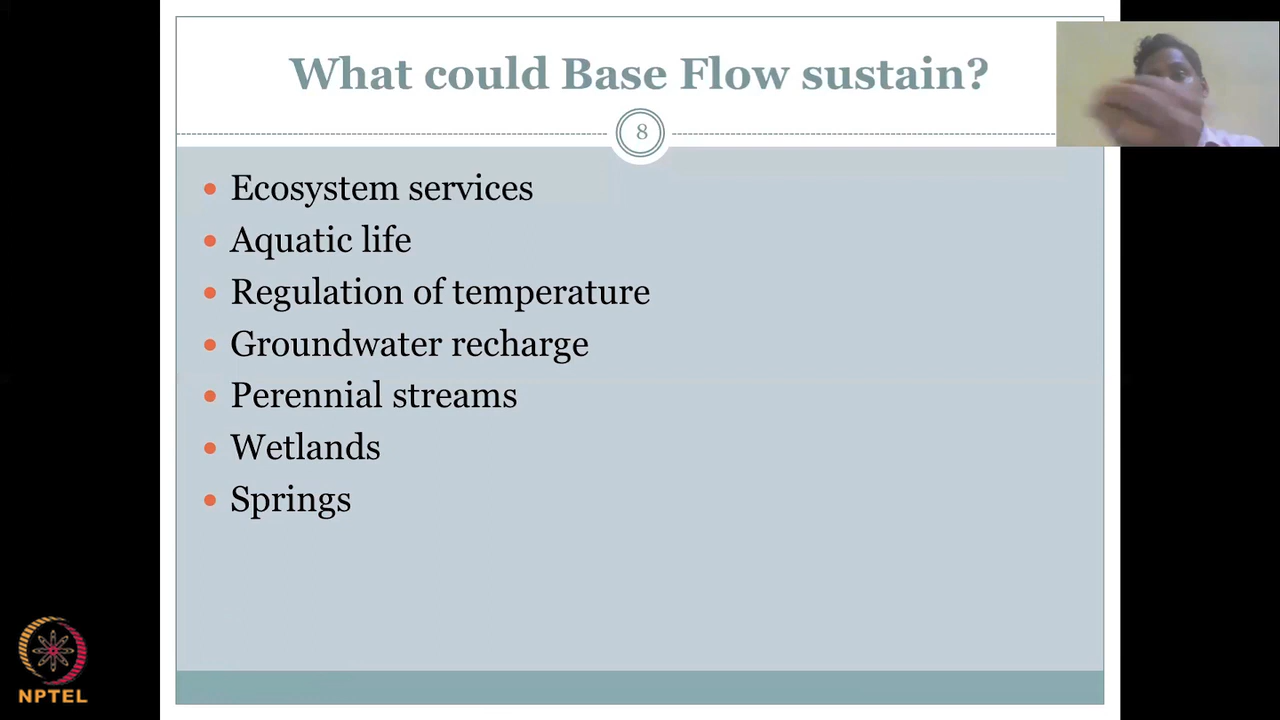 What could Base Flow sustain?
8
Ecosystem services
Aquatic life
Regulation of temperature
Groundwater recharge
Perennial streams
Wetlands
Springs
NPTEL